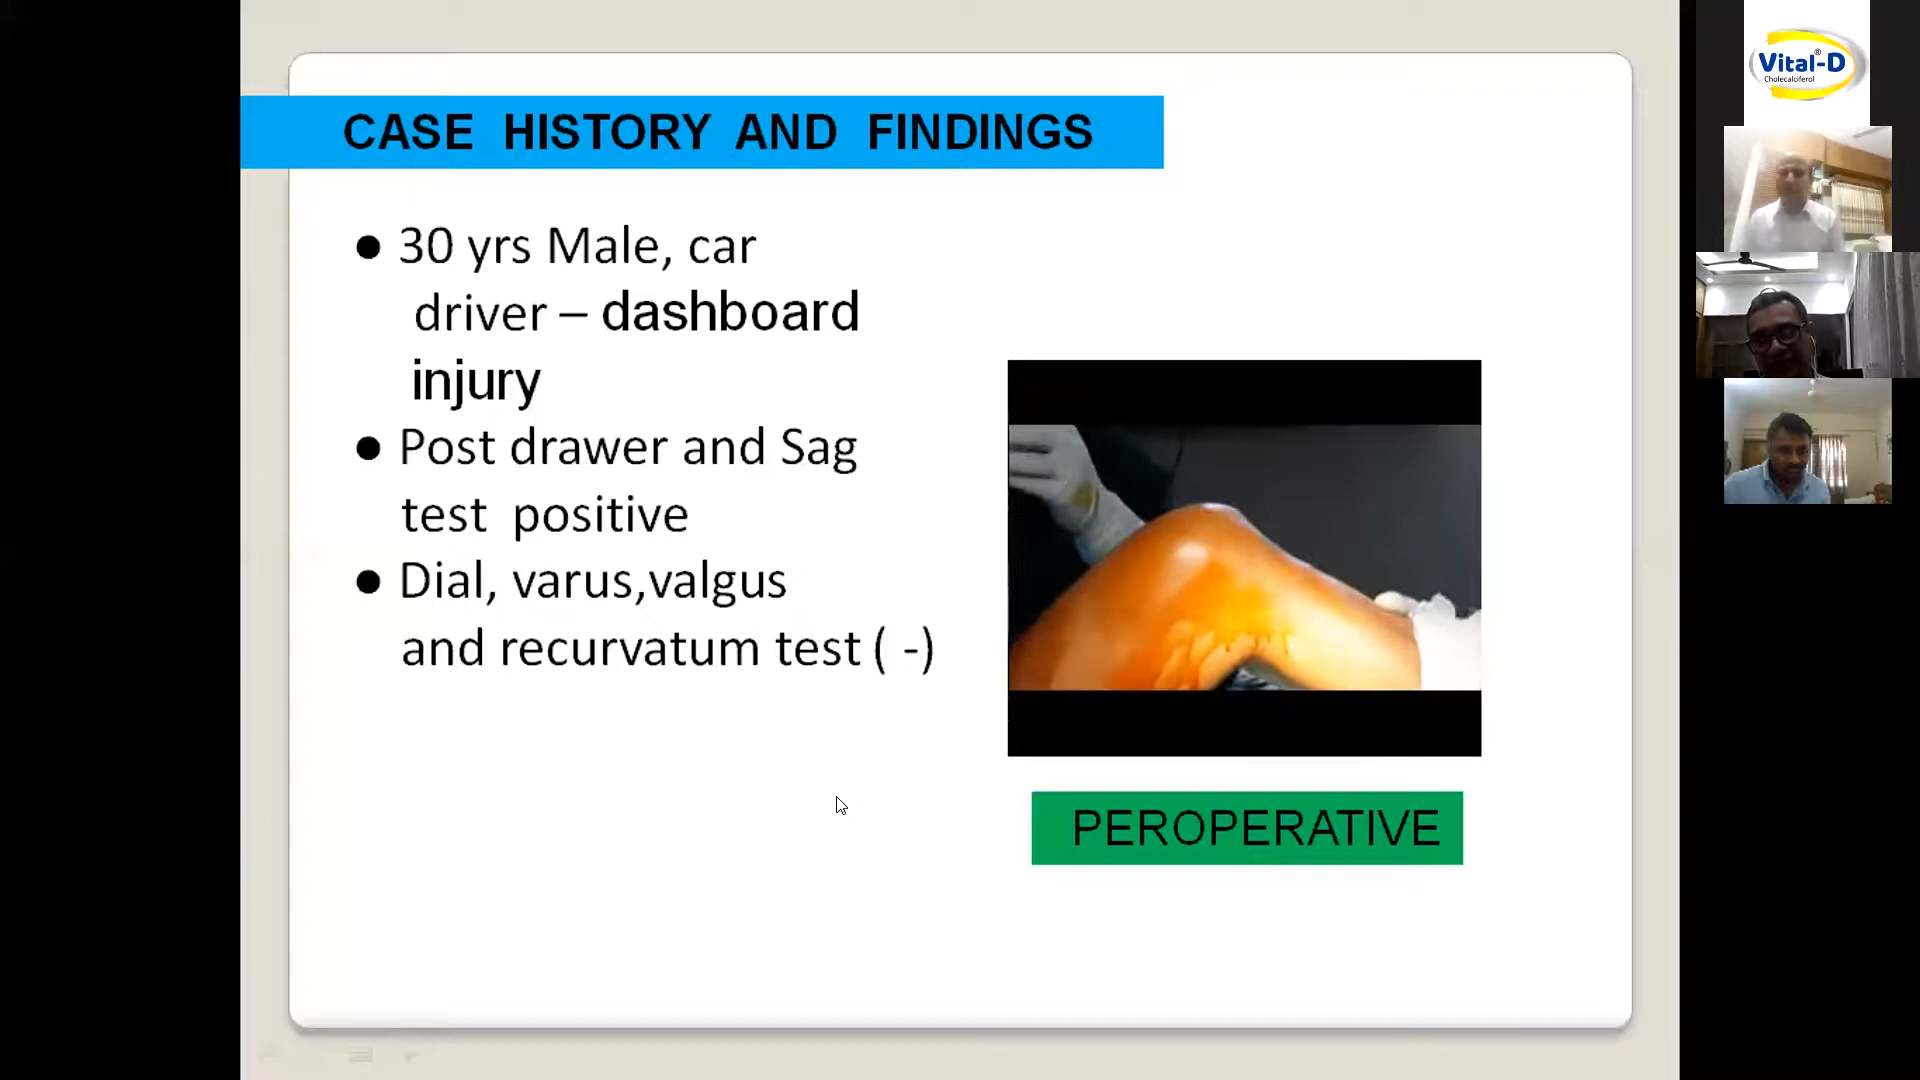 CASE HISTORY AND FINDINGS
● 30 yrs Male, car
driver – dashboard
injury
● Post drawer and Sag
test positive
● Dial, varus,valgus
and recurvatum test ( -)
PEROPERATIVE
Vital-D®
Cholecalciferol